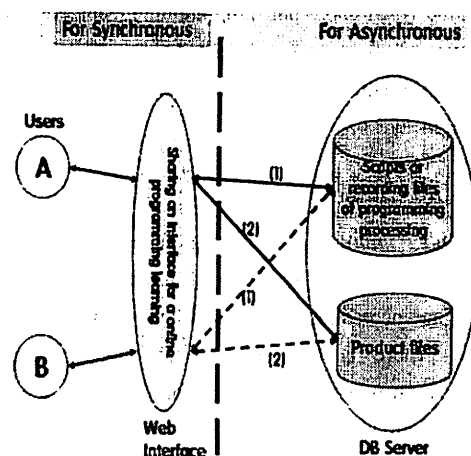 For Synchronous
For Asynchronous
Users
A
B
Sharing an interface for a online
programming learning
(1)
(2)
(1)
(2)
Scripts or
recording files
of programming
processing
Product files
Web
Interface
DB Server